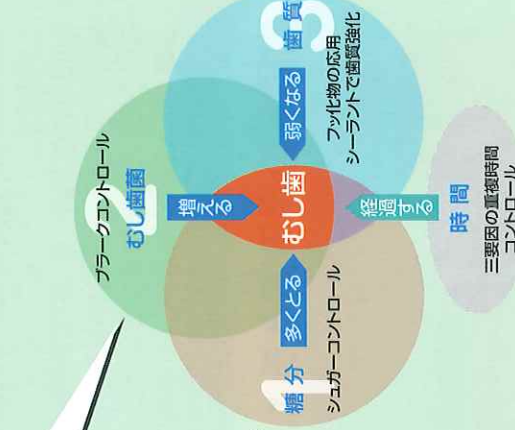 プラークコントロール
2
むし歯菌
増える
1
糖分
多くとる
シュガーコントロール
むし歯
3
歯質
弱くなる
フッ化物の応用
シーラントで歯質強化
経過する
時間
三要因の重複時間
コントロール